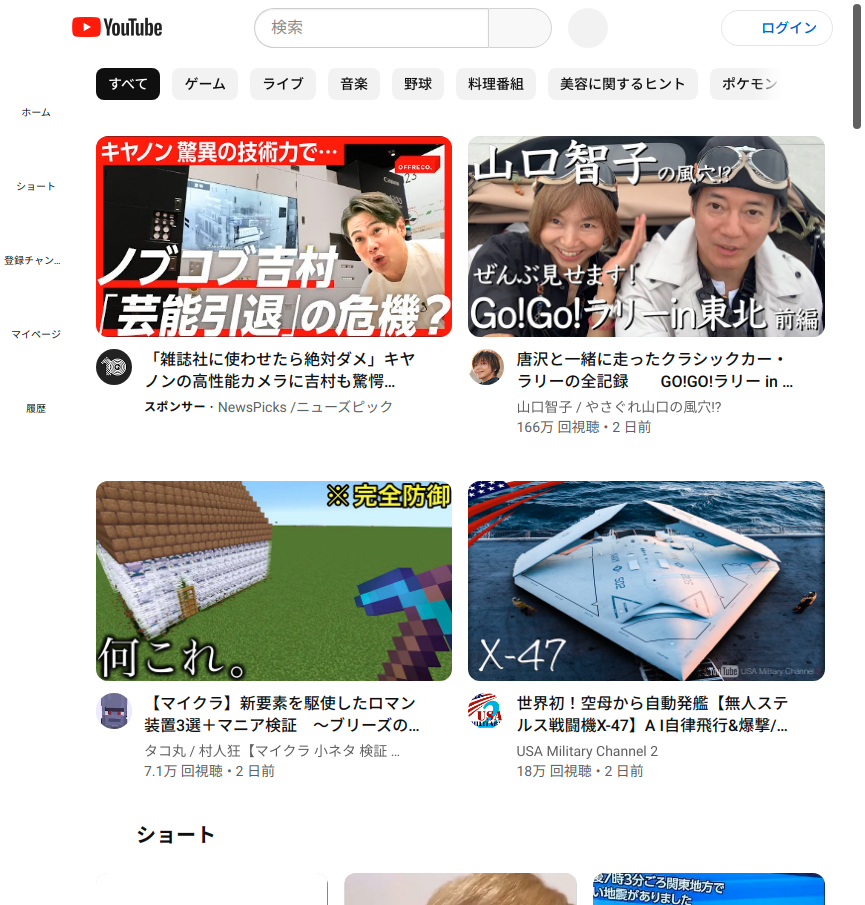 YouTube
検索
ログイン
すべて
ゲーム
ライブ
音楽
野球
料理番組
美容に関するヒント
ポケモン
ホーム
ショート
登録チャン…
マイページ
履歴
キヤノン 驚異の技術力で…
OFFRECO.
Canon
ノブコブ吉村
「芸能引退」の危機？
「雑誌社に使わせたら絶対ダメ」キヤ
ノンの高性能カメラに吉村も驚愕…
スポンサー・NewsPicks /ニューズピック
山口智子の風穴!?
ぜんぶ見せます！
Go!Go!ラリーin東北 前編
唐沢と一緒に走ったクラシックカー・
ラリーの全記録　　GO!GO!ラリー in …
山口智子 / やさぐれ山口の風穴!?
166万 回視聴・2 日前
※完全防御
何これ。
【マイクラ】新要素を駆使したロマン
装置3選＋マニア検証　～ブリーズの…
タコ丸 / 村人狂【マイクラ 小ネタ 検証 …
7.1万 回視聴・2 日前
X-47
YouTube USA Military Channel 2
世界初！空母から自動発艦【無人ステ
ルス戦闘機X-47】A I自律飛行&爆撃/…
USA Military Channel 2
18万 回視聴・2 日前
ショート
後7時3分ごろ関東地方で
い地震がありました